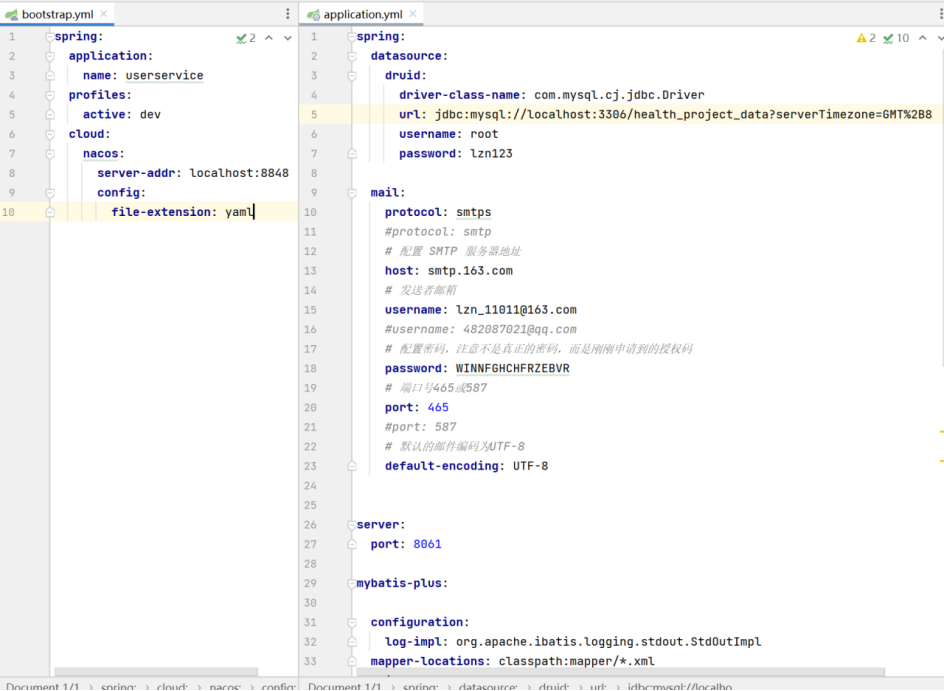 bootstrap.yml
application.yml
1 spring:
2 application:
3 name: userservice
4 profiles:
5 active: dev
6 cloud:
7 nacos:
8 server-addr: localhost:8848
9 config:
10 file-extension: yaml
2
1 spring:
2 datasource:
3 druid:
4 driver-class-name: com.mysql.cj.jdbc.Driver
5 url: jdbc:mysql://localhost:3306/health_project_data?serverTimezone=GMT%2B8
6 username: root
7 password: lzn123
8
9 mail:
10 protocol: smtps
11 #protocol: smtp
12 # 配置 SMTP 服务器地址
13 host: smtp.163.com
14 # 发送者邮箱
15 username: lzn_11011@163.com
16 #username: 482087021@qq.com
17 # 配置密码，注意不是真正的密码，而是刚刚申请到的授权码
18 password: WINNFGHCHFRZEBVR
19 # 端口号465或587
20 port: 465
21 #port: 587
22 # 默认的邮件编码为UTF-8
23 default-encoding: UTF-8
24
25
26 server:
27 port: 8061
28
29 mybatis-plus:
30
31 configuration:
32 log-impl: org.apache.ibatis.logging.stdout.StdOutImpl
33 mapper-locations: classpath:mapper/*.xml
2 10
Document 1/1 › spring: › cloud: › nacos: › config:
Document 1/1 › spring: › datasource: › druid: › url: › jdbc:mysql://localho